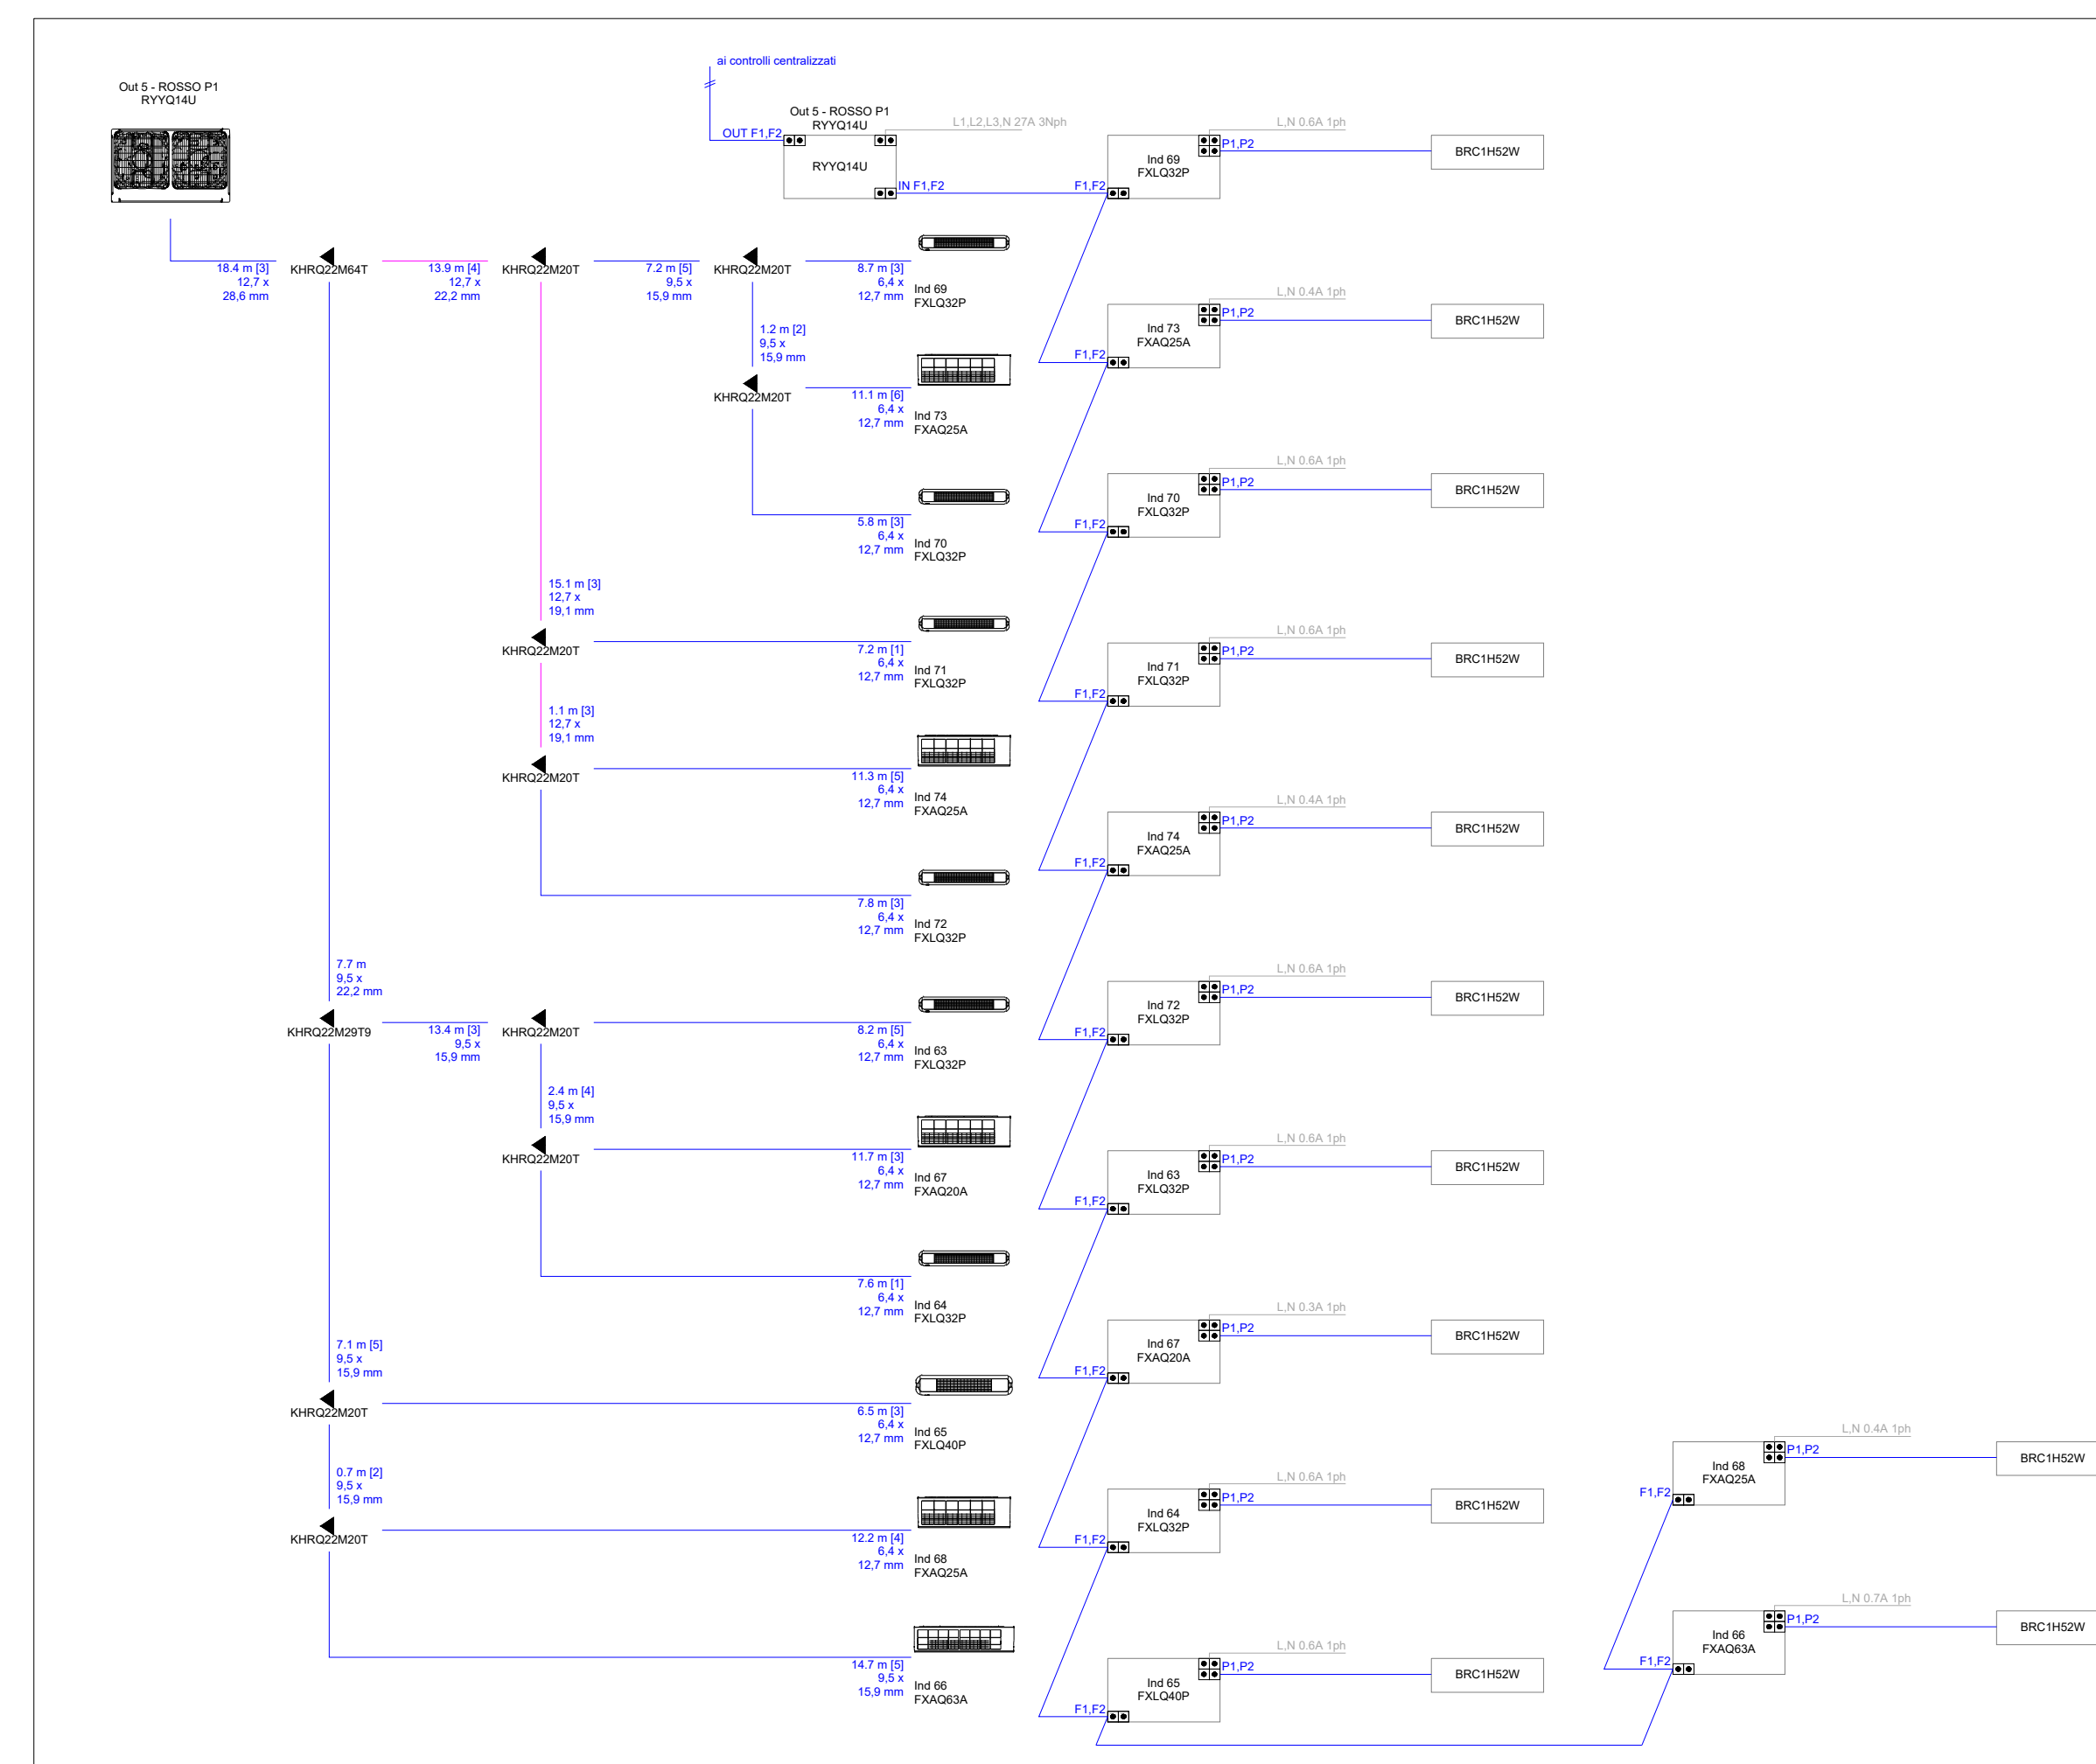 ai controlli centralizzati
Out 5 - ROSSO P1
RYYQ14U
Out 5 - ROSSO P1
RYYQ14U
OUT F1,F2
L1,L2,L3,N 27A 3Nph
RYYQ14U
IN F1,F2
18.4 m [3]
12,7 x
28,6 mm
KHRQ22M64T
13.9 m [4]
12,7 x
22,2 mm
KHRQ22M20T
7.2 m [5]
9,5 x
15,9 mm
KHRQ22M20T
8.7 m [3]
6,4 x
12,7 mm
Ind 69
FXLQ32P
1.2 m [2]
9,5 x
15,9 mm
KHRQ22M20T
11.1 m [6]
6,4 x
12,7 mm
Ind 73
FXAQ25A
5.8 m [3]
6,4 x
12,7 mm
Ind 70
FXLQ32P
15.1 m [3]
12,7 x
19,1 mm
KHRQ22M20T
7.2 m [1]
6,4 x
12,7 mm
Ind 71
FXLQ32P
1.1 m [3]
12,7 x
19,1 mm
KHRQ22M20T
11.3 m [5]
6,4 x
12,7 mm
Ind 74
FXAQ25A
7.8 m [3]
6,4 x
12,7 mm
Ind 72
FXLQ32P
7.7 m
9,5 x
22,2 mm
KHRQ22M29T9
13.4 m [3]
9,5 x
15,9 mm
KHRQ22M20T
8.2 m [5]
6,4 x
12,7 mm
Ind 63
FXLQ32P
2.4 m [4]
9,5 x
15,9 mm
KHRQ22M20T
11.7 m [3]
6,4 x
12,7 mm
Ind 67
FXAQ20A
7.6 m [1]
6,4 x
12,7 mm
Ind 64
FXLQ32P
7.1 m [5]
9,5 x
15,9 mm
KHRQ22M20T
6.5 m [3]
6,4 x
12,7 mm
Ind 65
FXLQ40P
0.7 m [2]
9,5 x
15,9 mm
KHRQ22M20T
12.2 m [4]
6,4 x
12,7 mm
Ind 68
FXAQ25A
14.7 m [5]
9,5 x
15,9 mm
Ind 66
FXAQ63A
L,N 0.6A 1ph
Ind 69
FXLQ32P
P1,P2
BRC1H52W
F1,F2
L,N 0.4A 1ph
Ind 73
FXAQ25A
P1,P2
BRC1H52W
F1,F2
L,N 0.6A 1ph
Ind 70
FXLQ32P
P1,P2
BRC1H52W
F1,F2
L,N 0.6A 1ph
Ind 71
FXLQ32P
P1,P2
BRC1H52W
F1,F2
L,N 0.4A 1ph
Ind 74
FXAQ25A
P1,P2
BRC1H52W
F1,F2
L,N 0.6A 1ph
Ind 72
FXLQ32P
P1,P2
BRC1H52W
F1,F2
L,N 0.6A 1ph
Ind 63
FXLQ32P
P1,P2
BRC1H52W
F1,F2
L,N 0.3A 1ph
Ind 67
FXAQ20A
P1,P2
BRC1H52W
F1,F2
L,N 0.6A 1ph
Ind 64
FXLQ32P
P1,P2
BRC1H52W
F1,F2
L,N 0.6A 1ph
Ind 65
FXLQ40P
P1,P2
BRC1H52W
F1,F2
L,N 0.4A 1ph
Ind 68
FXAQ25A
P1,P2
BRC1H52W
F1,F2
L,N 0.7A 1ph
Ind 66
FXAQ63A
P1,P2
BRC1H52W
F1,F2